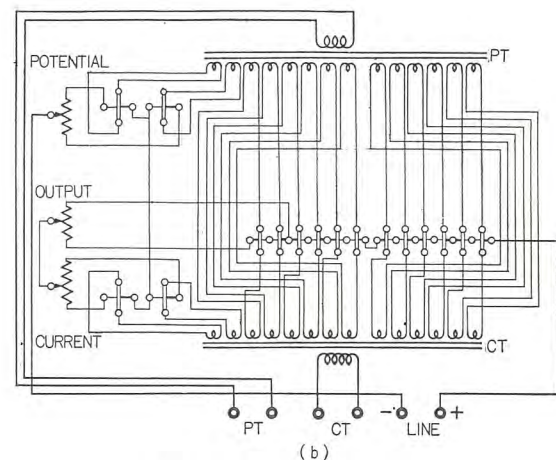 PT
POTENTIAL
OUTPUT
CURRENT
CT
PT CT - LINE +
(b)